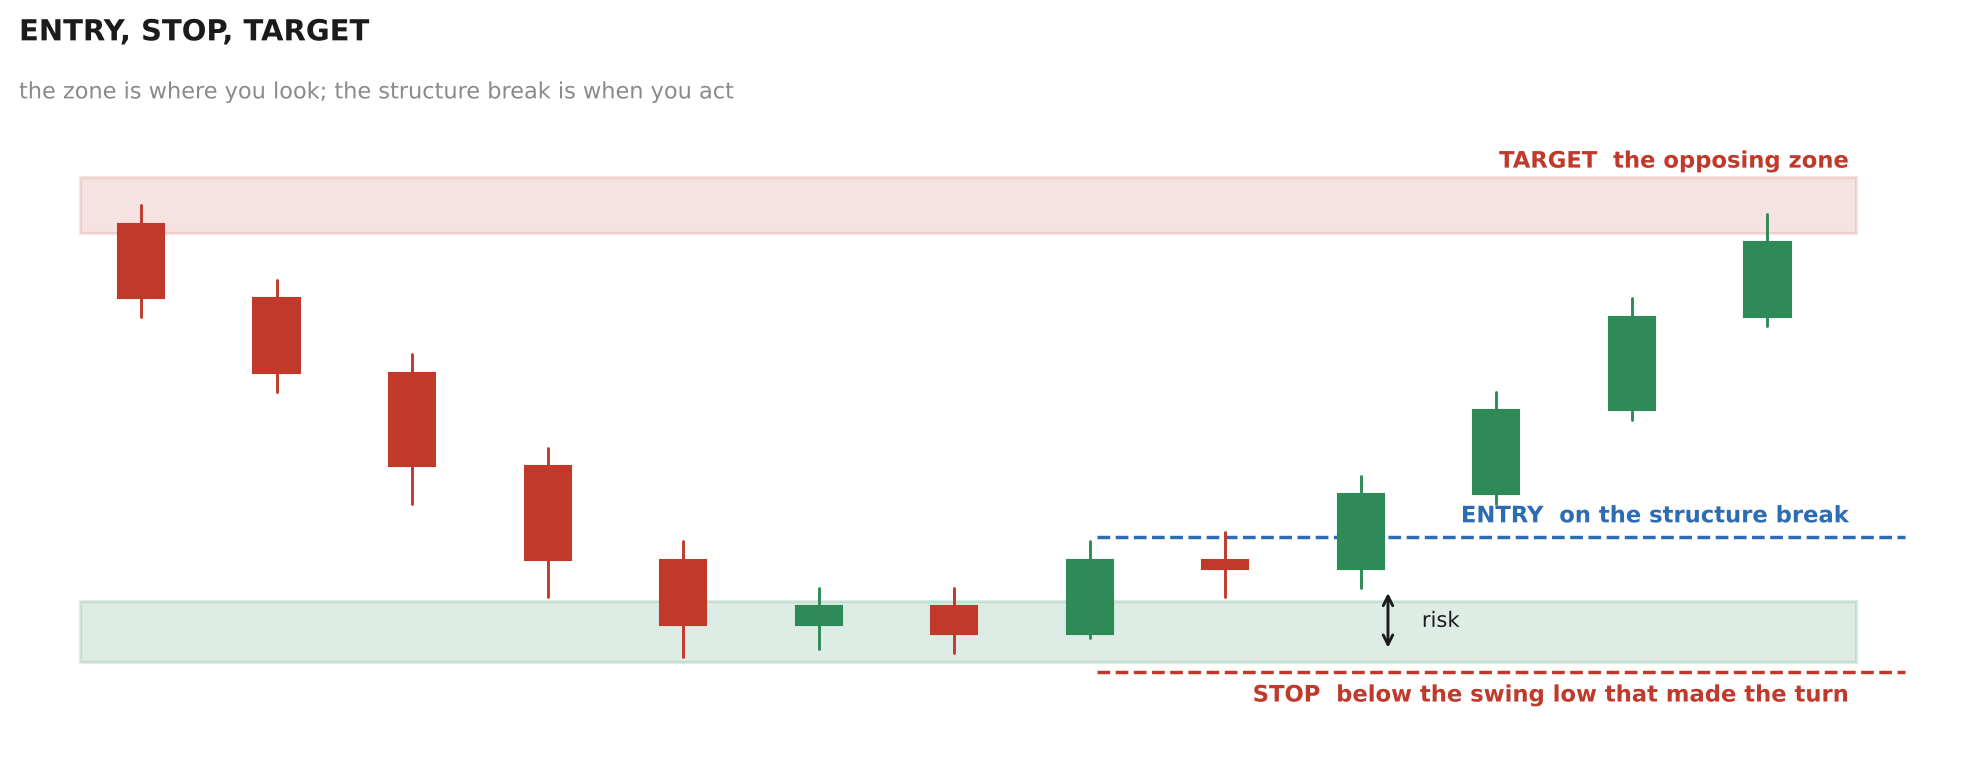 ENTRY, STOP, TARGET
the zone is where you look; the structure break is when you act
TARGET  the opposing zone
ENTRY  on the structure break
risk
STOP  below the swing low that made the turn